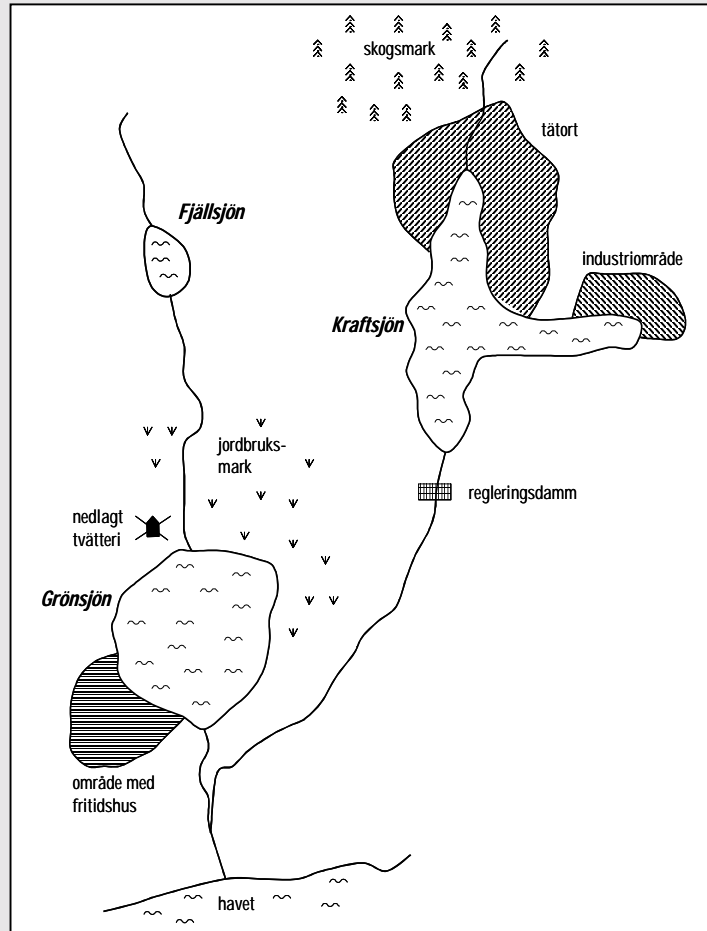 skogsmark
tätort
Fjällsjön
industriområde
Kraftsjön
jordbruks-
mark
nedlagt
tvätteri
regleringsdamm
Grönsjön
område med
fritidshus
havet